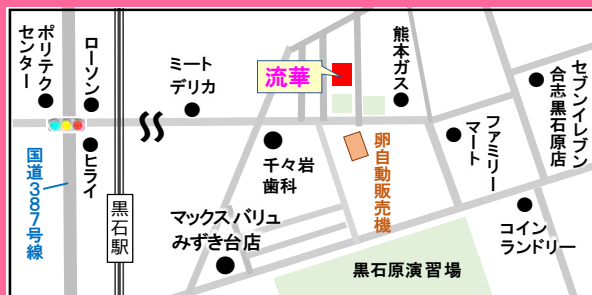 ポリテク
センター
ローソン
ミート
デリカ
流華
熊本ガス
セブンイレブン
合志黒石原店
国道387号線
ヒライ
黒石駅
千々岩
歯科
卵自動販売機
ファミリー
マート
マックスバリュ
みずき台店
コイン
ランドリー
黒石原演習場